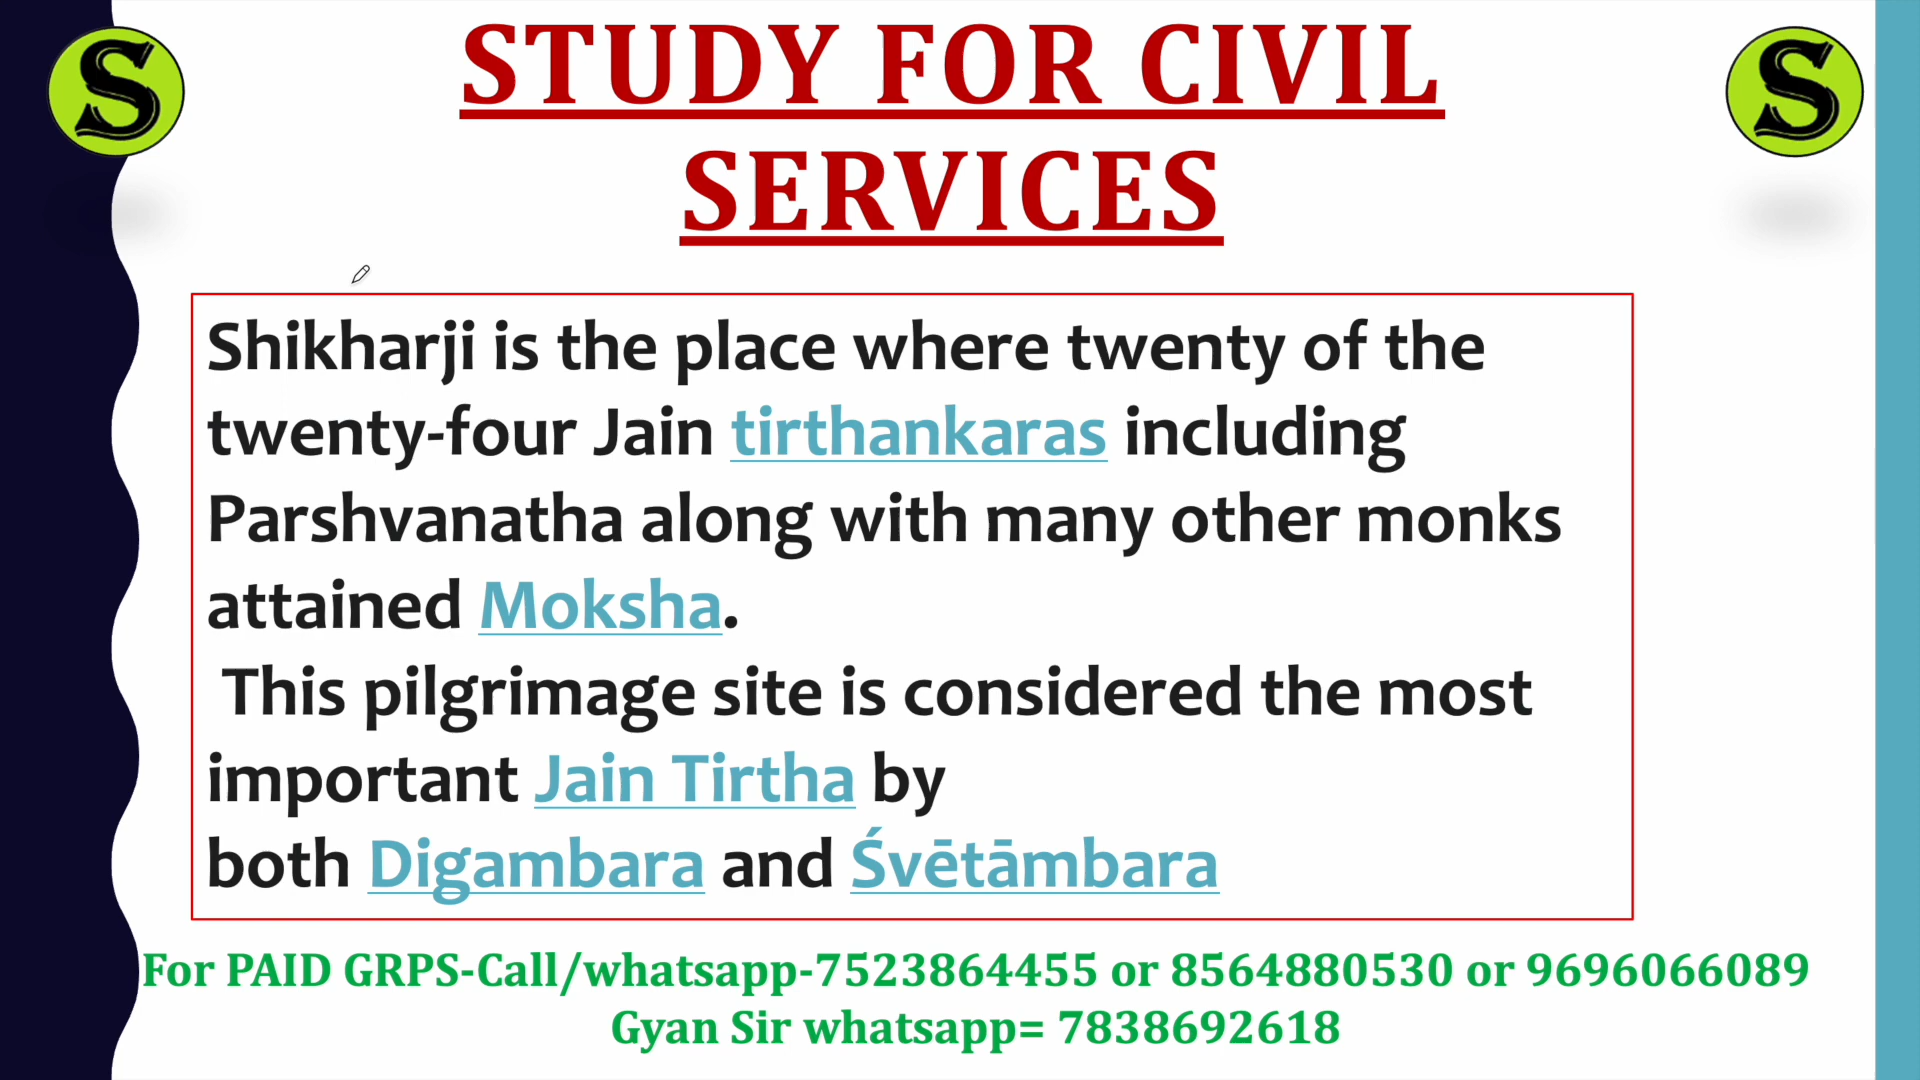 STUDY FOR CIVIL
SERVICES
S
S
Shikharji is the place where twenty of the
twenty-four Jain tirthankaras including
Parshvanatha along with many other monks
attained Moksha.
This pilgrimage site is considered the most
important Jain Tirtha by
both Digambara and Śvētāmbara
For PAID GRPS-Call/whatsapp-7523864455 or 8564880530 or 9696066089
Gyan Sir whatsapp= 7838692618